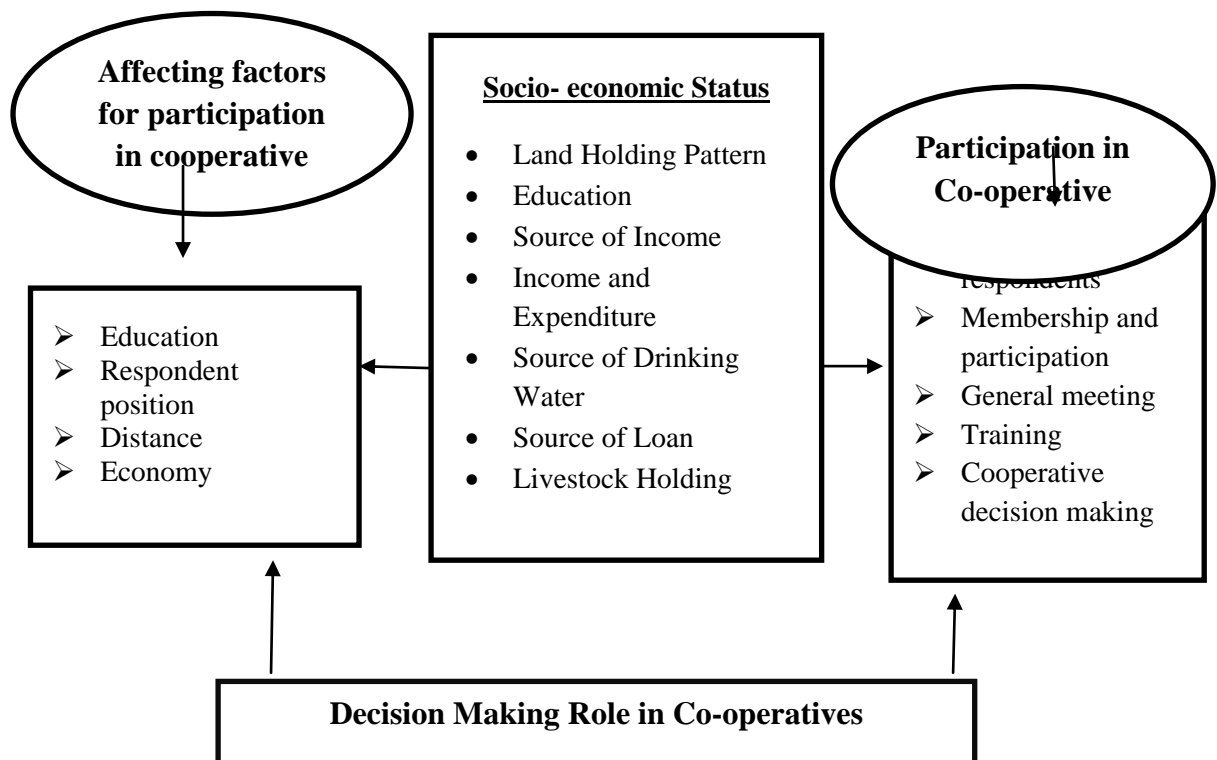 Affecting factors
for participation
in cooperative
Socio- economic Status
• Land Holding Pattern
• Education
• Source of Income
• Income and
Expenditure
• Source of Drinking
Water
• Source of Loan
• Livestock Holding
Participation in
Co-operative
➢ Education
➢ Respondent
position
➢ Distance
➢ Economy
respondents
➢ Membership and
participation
➢ General meeting
➢ Training
➢ Cooperative
decision making
Decision Making Role in Co-operatives